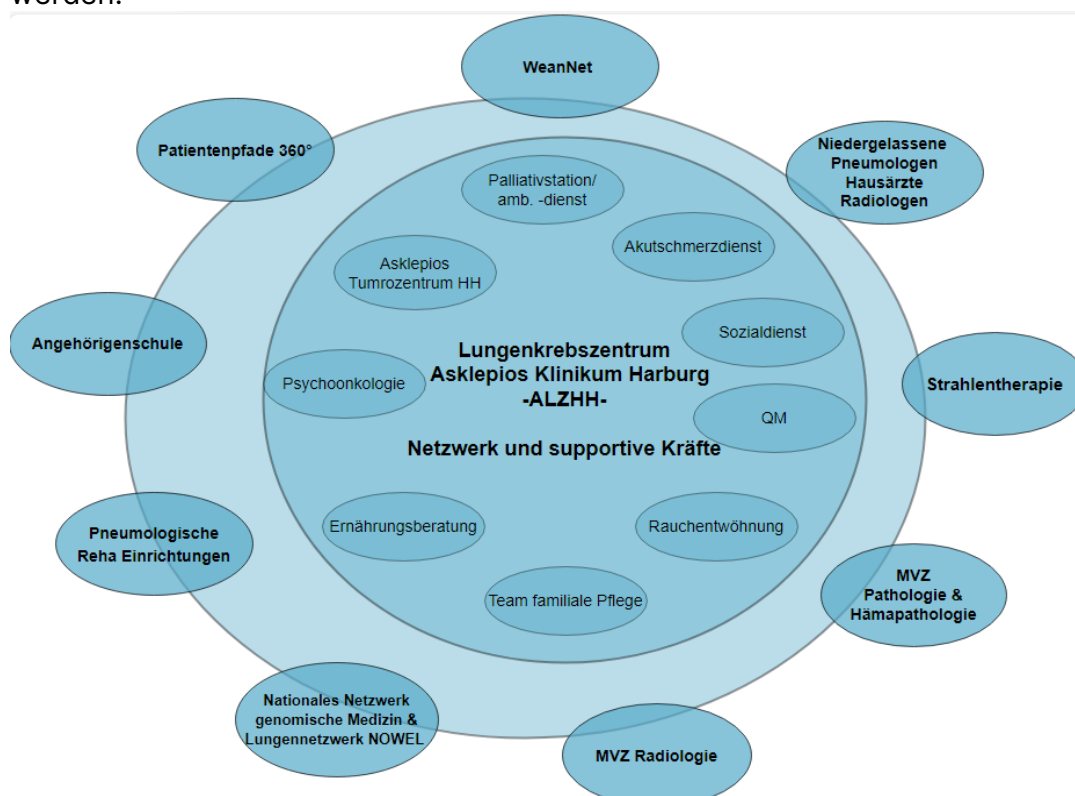 werden.
WeanNet
Patientenpfade 360°
Niedergelassene
Pneumologen
Hausärzte
Radiologen
Palliativstation/
amb. -dienst
Akutschmerzdienst
Asklepios
Tumrozentrum HH
Sozialdienst
Angehörigenschule
Lungenkrebszentrum
Asklepios Klinikum Harburg
-ALZHH-
Psychoonkologie
Strahlentherapie
QM
Netzwerk und supportive Kräfte
Ernährungsberatung
Rauchentwöhnung
Pneumologische
Reha Einrichtungen
MVZ
Pathologie &
Hämapathologie
Team familiale Pflege
Nationales Netzwerk
genomische Medizin &
Lungennetzwerk NOWEL
MVZ Radiologie